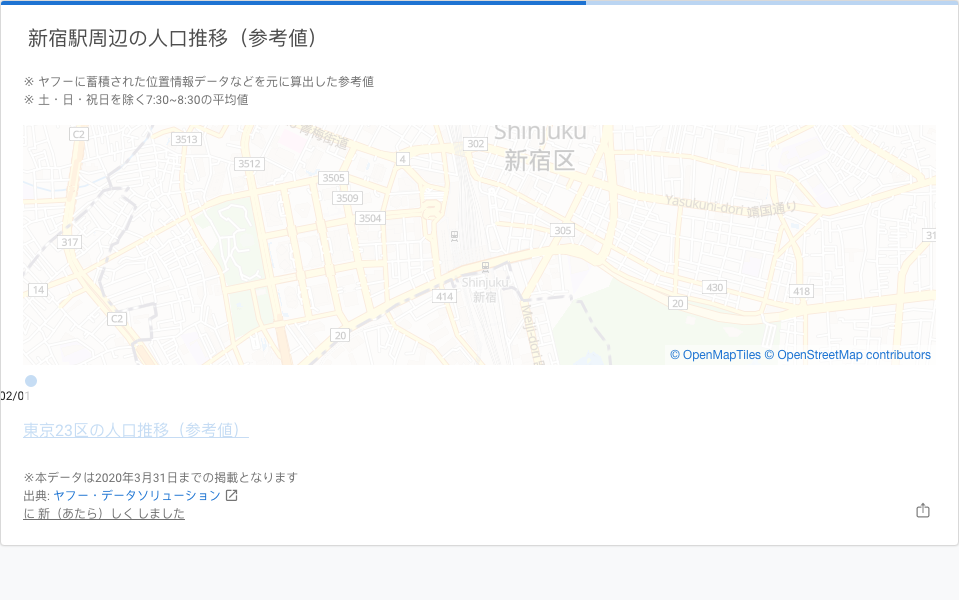 新宿駅周辺の人口推移（参考値）
※ ヤフーに蓄積された位置情報データなどを元に算出した参考値
※ 土・日・祝日を除く7:30~8:30の平均値
Shinjuku
新宿区
青梅街道
C2
3513
302
4
3512
3505
3509
3504
Yasukuni-dori 靖国通り
305
317
31
Shinjuku
新宿
14
414
430
418
20
C2
20
Meiji-dori
© OpenMapTiles © OpenStreetMap contributors
02/01
東京23区の人口推移（参考値）
※本データは2020年3月31日までの掲載となります
出典: ヤフー・データソリューション
に 新（あたら）しく しました